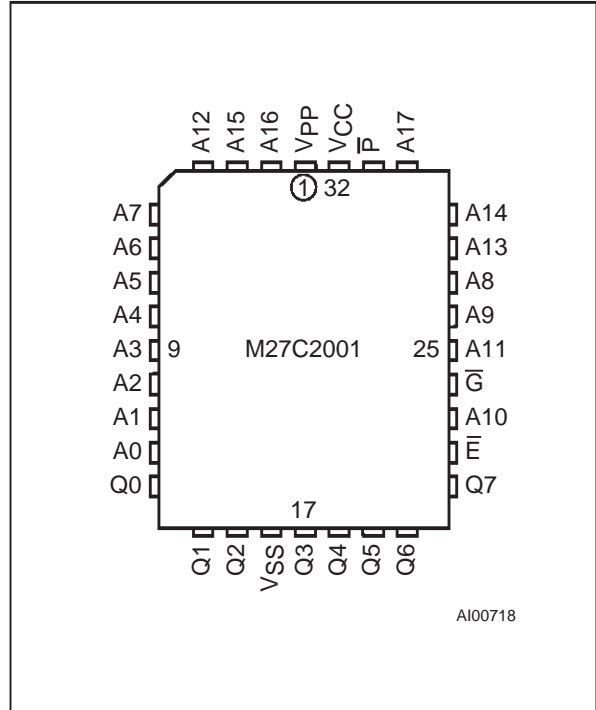 A12 A15 A16 VPP VCC P̅ A17
1 32
A7 A14
A6 A13
A5 A8
A4 A9
A3 9 M27C2001 25 A11
A2 G̅
A1 A10
A0 E̅
Q0 Q7
17
Q1 Q2 VSS Q3 Q4 Q5 Q6
AI00718